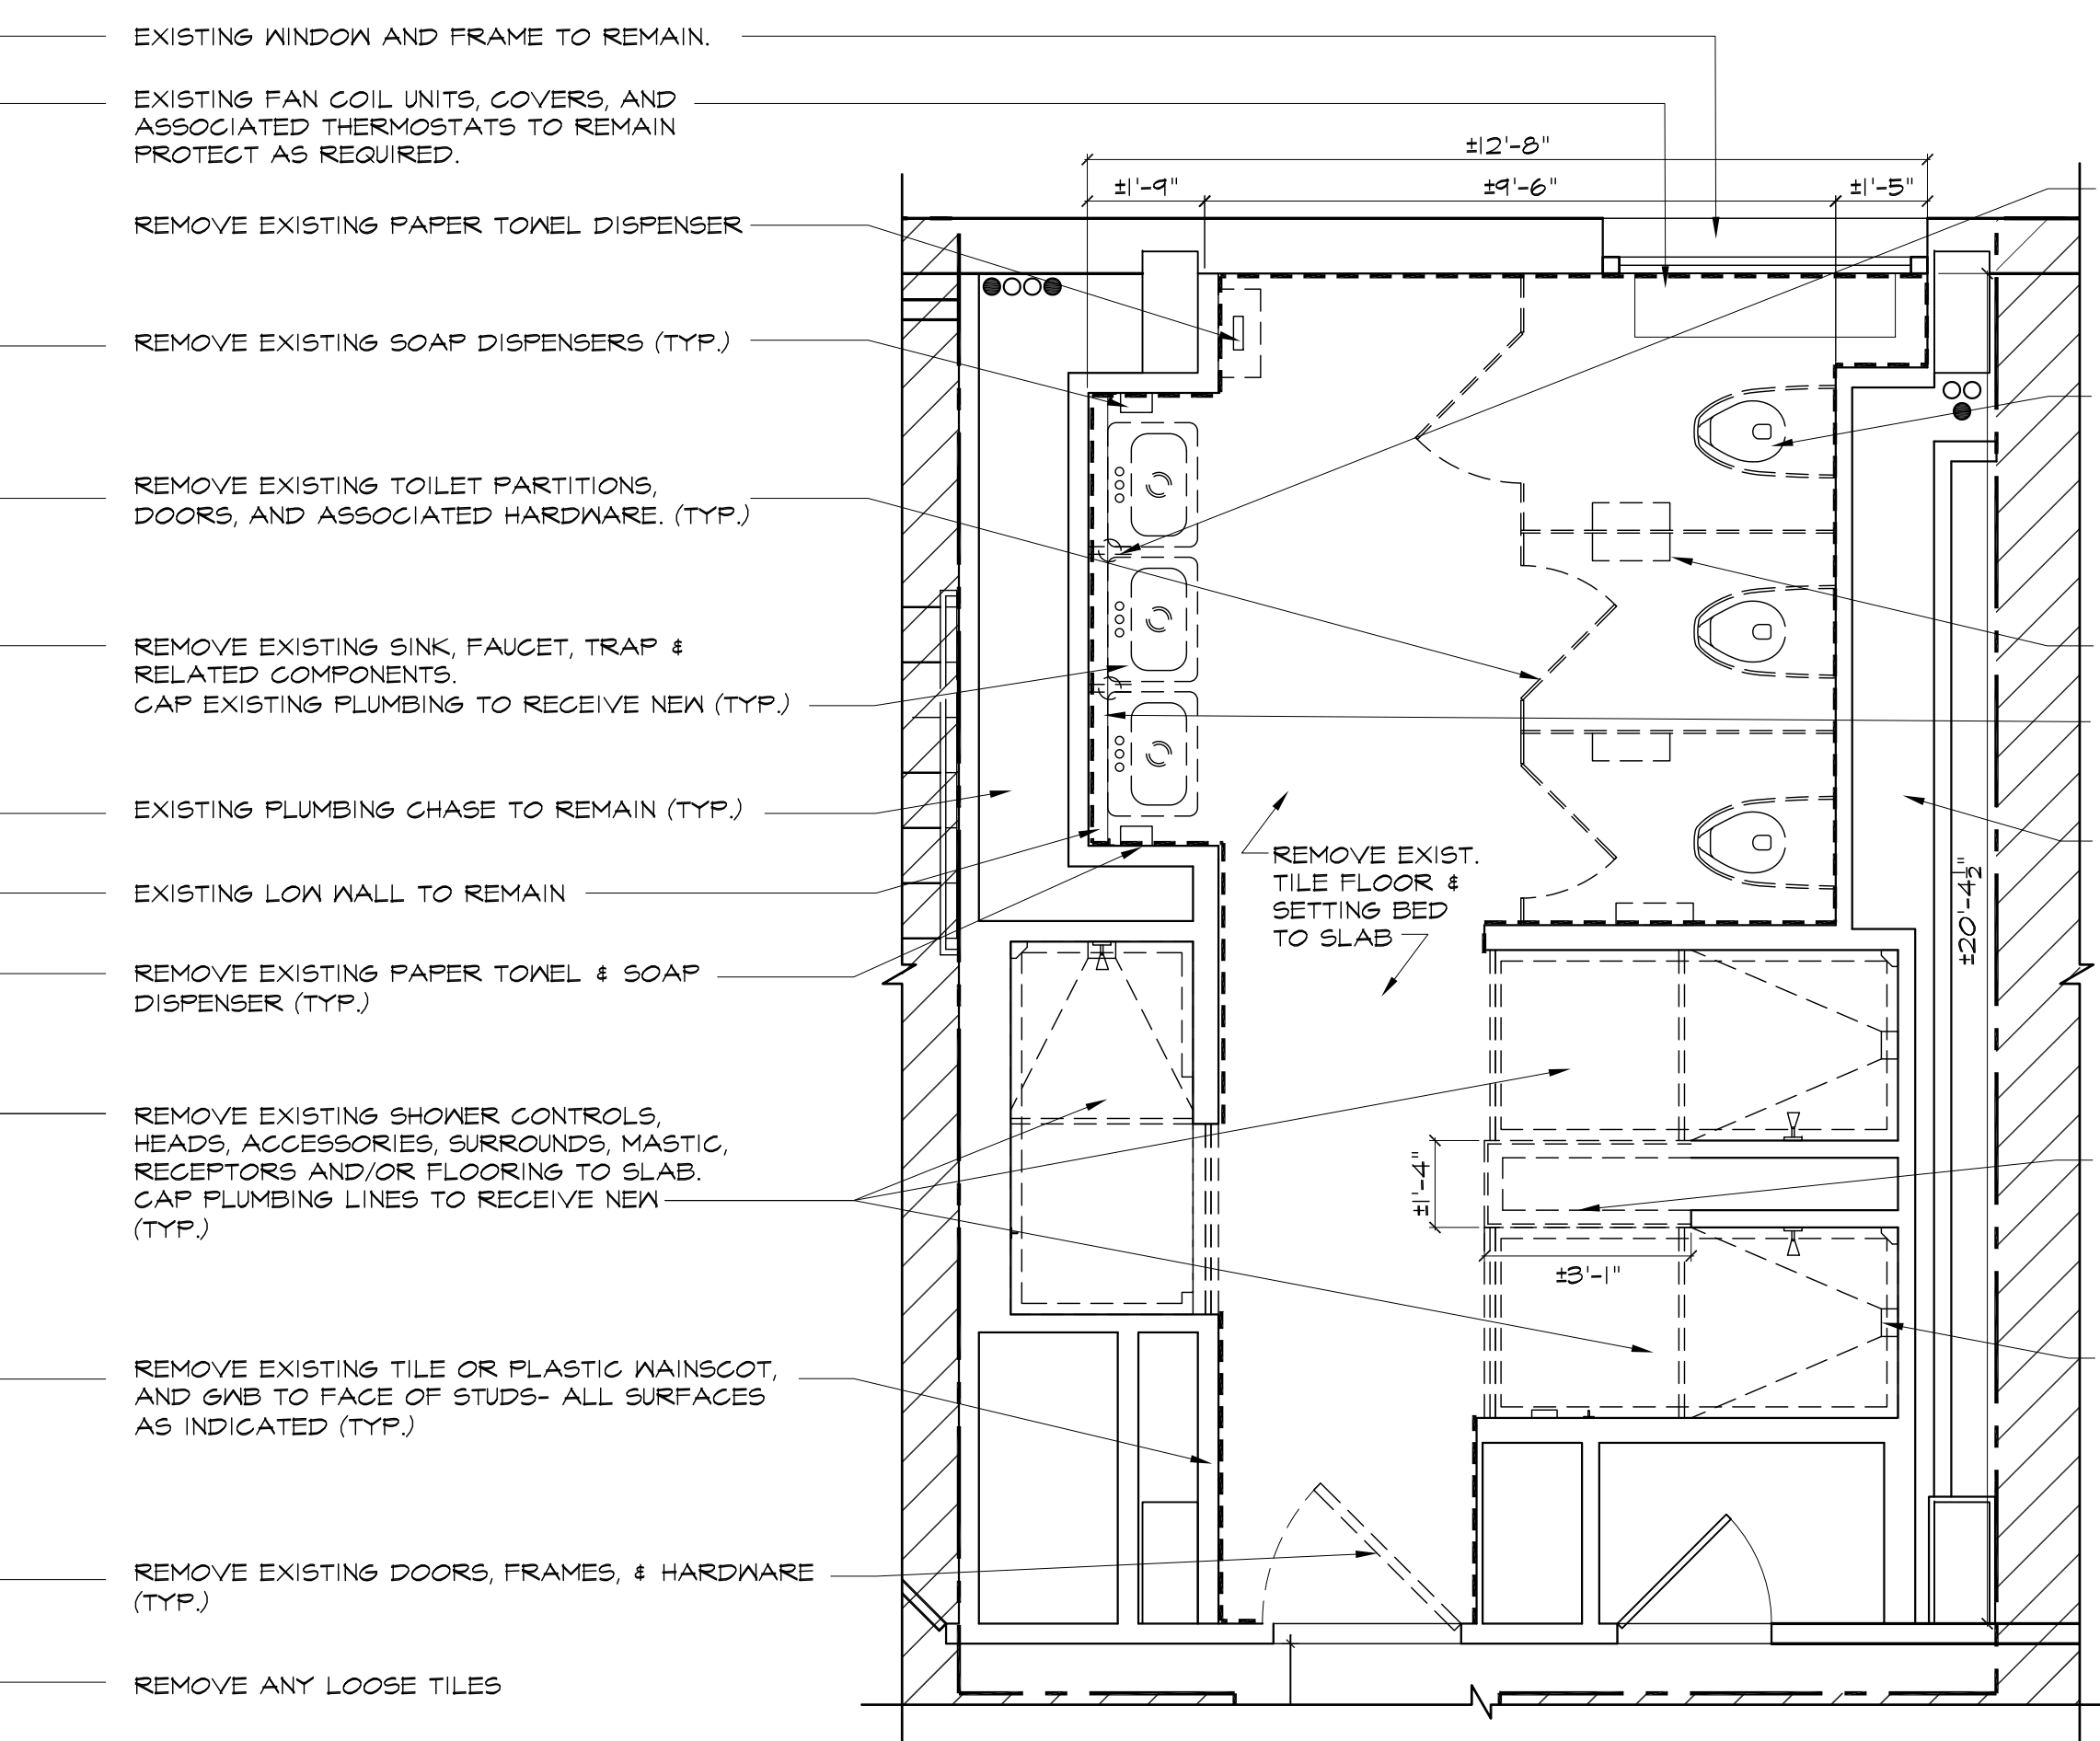 EXISTING WINDOW AND FRAME TO REMAIN.
EXISTING FAN COIL UNITS, COVERS, AND
ASSOCIATED THERMOSTATS TO REMAIN
PROTECT AS REQUIRED.
REMOVE EXISTING PAPER TOWEL DISPENSER
REMOVE EXISTING SOAP DISPENSERS (TYP.)
REMOVE EXISTING TOILET PARTITIONS,
DOORS, AND ASSOCIATED HARDWARE. (TYP.)
REMOVE EXISTING SINK, FAUCET, TRAP &
RELATED COMPONENTS.
CAP EXISTING PLUMBING TO RECEIVE NEW (TYP.)
EXISTING PLUMBING CHASE TO REMAIN (TYP.)
EXISTING LOW WALL TO REMAIN
REMOVE EXISTING PAPER TOWEL & SOAP
DISPENSER (TYP.)
REMOVE EXISTING SHOWER CONTROLS,
HEADS, ACCESSORIES, SURROUNDS, MASTIC,
RECEPTORS AND/OR FLOORING TO SLAB.
CAP PLUMBING LINES TO RECEIVE NEW
(TYP.)
REMOVE EXISTING TILE OR PLASTIC WAINSCOT,
AND GWB TO FACE OF STUDS- ALL SURFACES
AS INDICATED (TYP.)
REMOVE EXISTING DOORS, FRAMES, & HARDWARE
(TYP.)
REMOVE ANY LOOSE TILES
±12'-8"
±1'-9"
±9'-6"
±1'-5"
REMOVE EXIST.
TILE FLOOR &
SETTING BED
TO SLAB
±20'-4½"
±1'-4"
±3'-1"